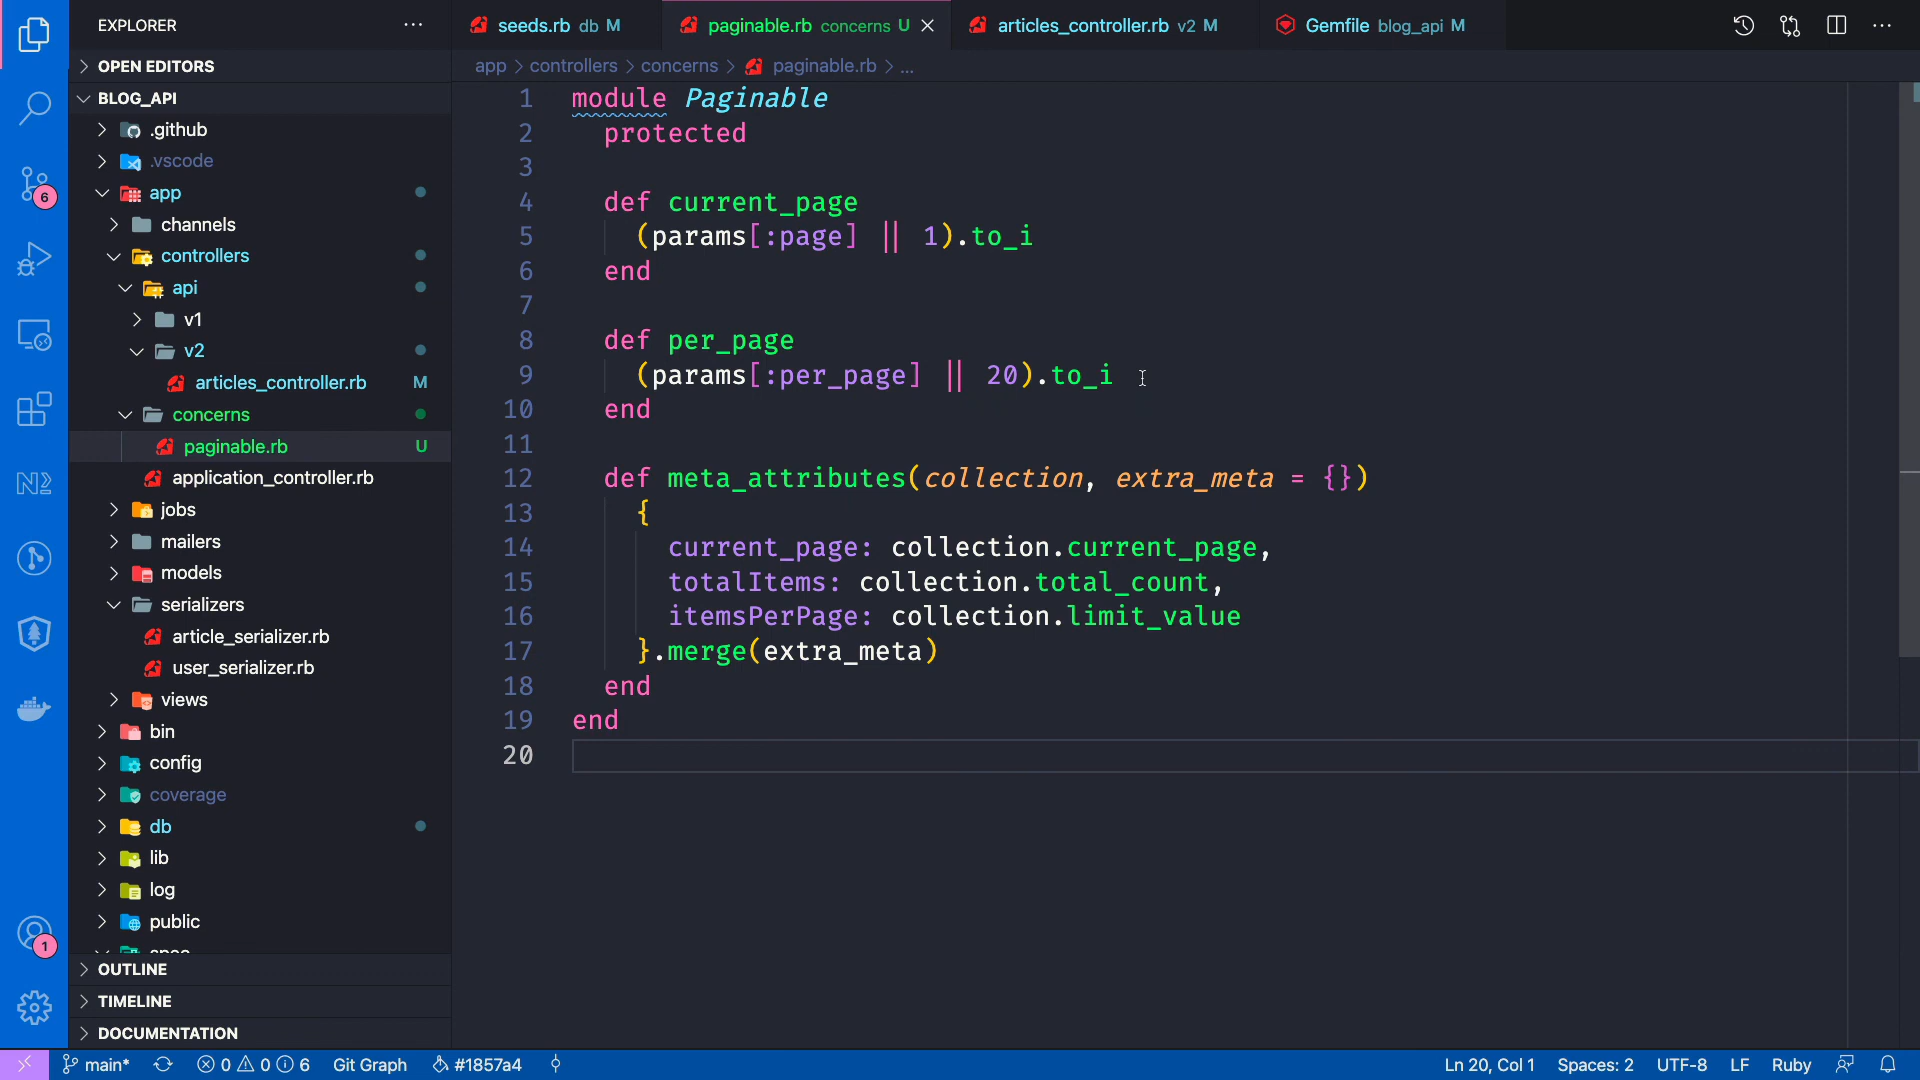 EXPLORER
OPEN EDITORS
BLOG_API
.github
.vscode
app
channels
controllers
api
v1
v2
articles_controller.rb M
concerns
paginable.rb U
application_controller.rb
jobs
mailers
models
serializers
article_serializer.rb
user_serializer.rb
views
bin
config
coverage
db
lib
log
public
OUTLINE
TIMELINE
DOCUMENTATION
6
1
seeds.rb db M
paginable.rb concerns U
articles_controller.rb v2 M
Gemfile blog_api M
app > controllers > concerns > paginable.rb > ...
1 module Paginable
2 protected
3
4 def current_page
5 (params[:page] || 1).to_i
6 end
7
8 def per_page
9 (params[:per_page] || 20).to_i
10 end
11
12 def meta_attributes(collection, extra_meta = {})
13 {
14 current_page: collection.current_page,
15 totalItems: collection.total_count,
16 itemsPerPage: collection.limit_value
17 }.merge(extra_meta)
18 end
19 end
20
main* 0 0 6 Git Graph #1857a4 Ln 20, Col 1 Spaces: 2 UTF-8 LF Ruby